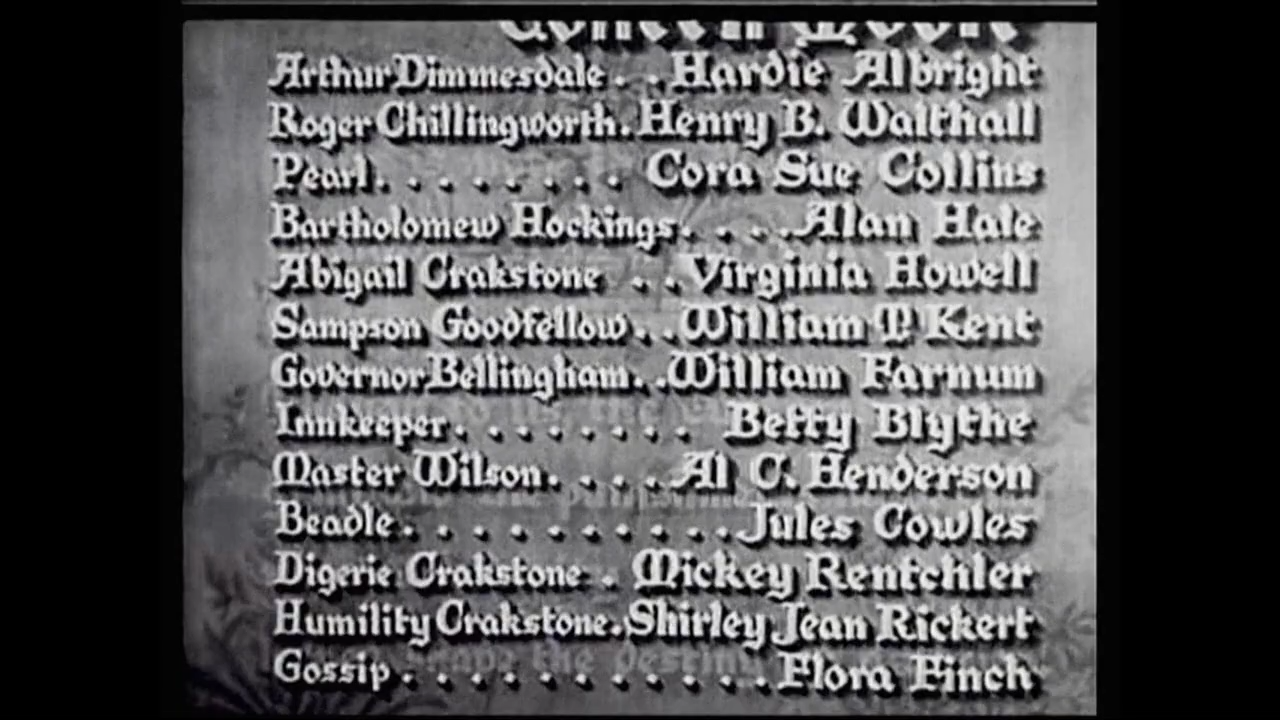 Arthur Dimmesdale . . Hardie Albright
Roger Chillingworth . Henry B. Walthall
Pearl . . . . . . . . Cora Sue Collins
Bartholomew Hockings . . . . Alan Hale
Abigail Crakstone . . Virginia Howell
Sampson Goodfellow . . William T. Kent
Governor Bellingham . . William Farnum
Innkeeper . . . . . . . . Betty Blythe
Master Wilson . . . . Al C. Henderson
Beadle . . . . . . . . . . . Jules Cowles
Digerie Crakstone . Mickey Rentchler
Humility Crakstone . Shirley Jean Rickert
Gossip . . . . . . . . . . . . Flora Finch